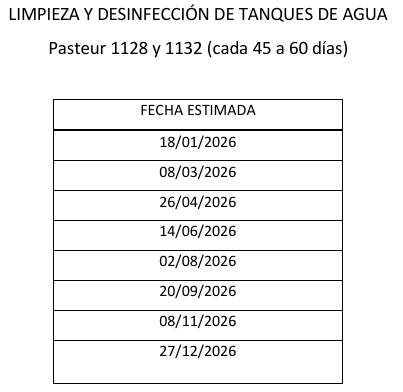 LIMPIEZA Y DESINFECCIÓN DE TANQUES DE AGUA
Pasteur 1128 y 1132 (cada 45 a 60 días)
FECHA ESTIMADA
18/01/2026
08/03/2026
26/04/2026
14/06/2026
02/08/2026
20/09/2026
08/11/2026
27/12/2026